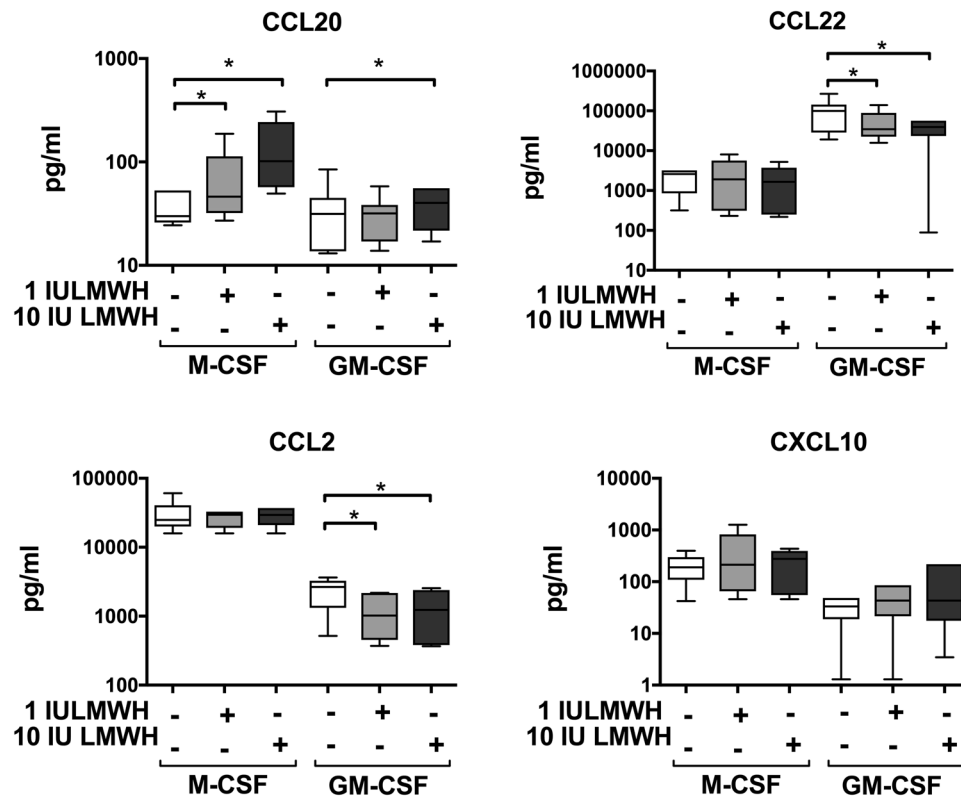 CCL20
pg/ml
1000
100
10
* * *
1 IULMWH - + - - + -
10 IU LMWH - - + - - +
M-CSF GM-CSF
CCL22
pg/ml
1000000
100000
10000
1000
100
10
* *
1 IULMWH - + - - + -
10 IU LMWH - - + - - +
M-CSF GM-CSF
CCL2
pg/ml
100000
10000
1000
100
* *
1 IULMWH - + - - + -
10 IU LMWH - - + - - +
M-CSF GM-CSF
CXCL10
pg/ml
10000
1000
100
10
1
1 IULMWH - + - - + -
10 IU LMWH - - + - - +
M-CSF GM-CSF